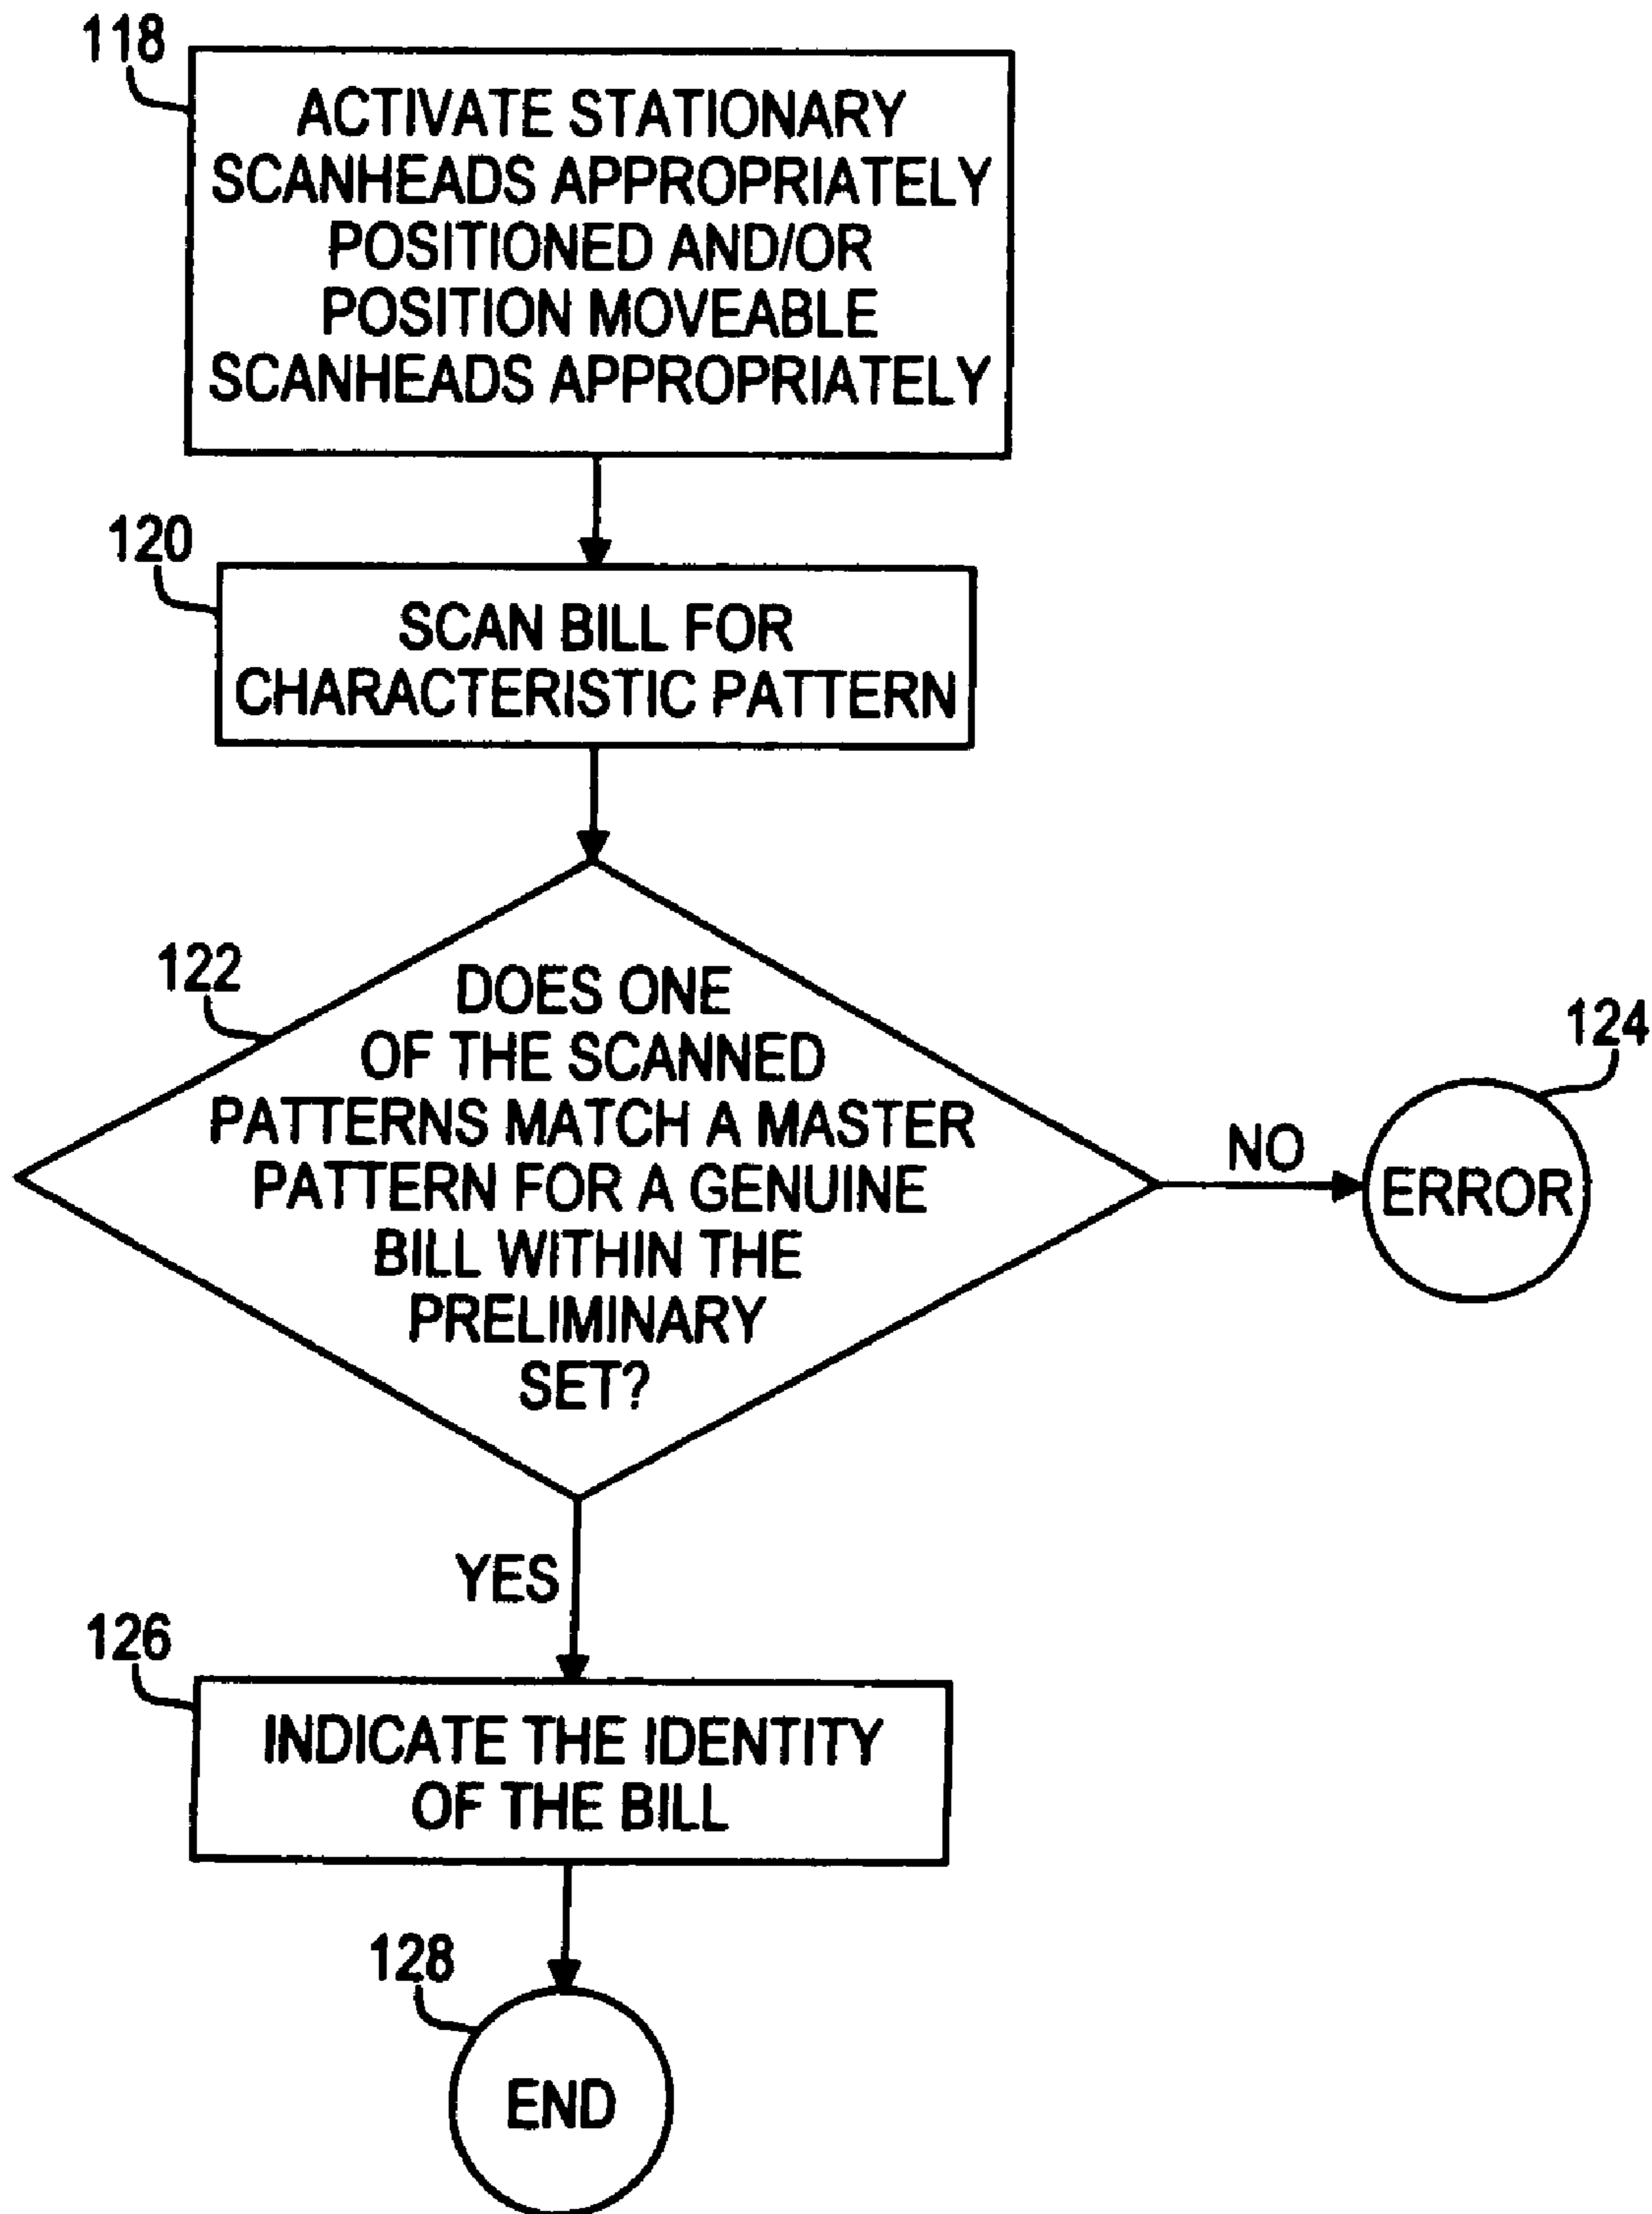 118
ACTIVATE STATIONARY
SCANHEADS APPROPRIATELY
POSITIONED AND/OR
POSITION MOVEABLE
SCANHEADS APPROPRIATELY
120
SCAN BILL FOR
CHARACTERISTIC PATTERN
122
DOES ONE
OF THE SCANNED
PATTERNS MATCH A MASTER
PATTERN FOR A GENUINE
BILL WITHIN THE
PRELIMINARY
SET?
NO
124
ERROR
YES
126
INDICATE THE IDENTITY
OF THE BILL
128
END